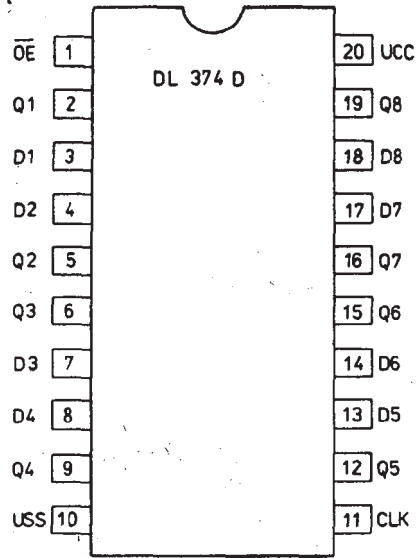 O̅E̅ 1 20 UCC
DL 374 D
Q1 2 19 Q8
D1 3 18 D8
D2 4 17 D7
Q2 5 16 Q7
Q3 6 15 Q6
D3 7 14 D6
D4 8 13 D5
Q4 9 12 Q5
USS 10 11 CLK